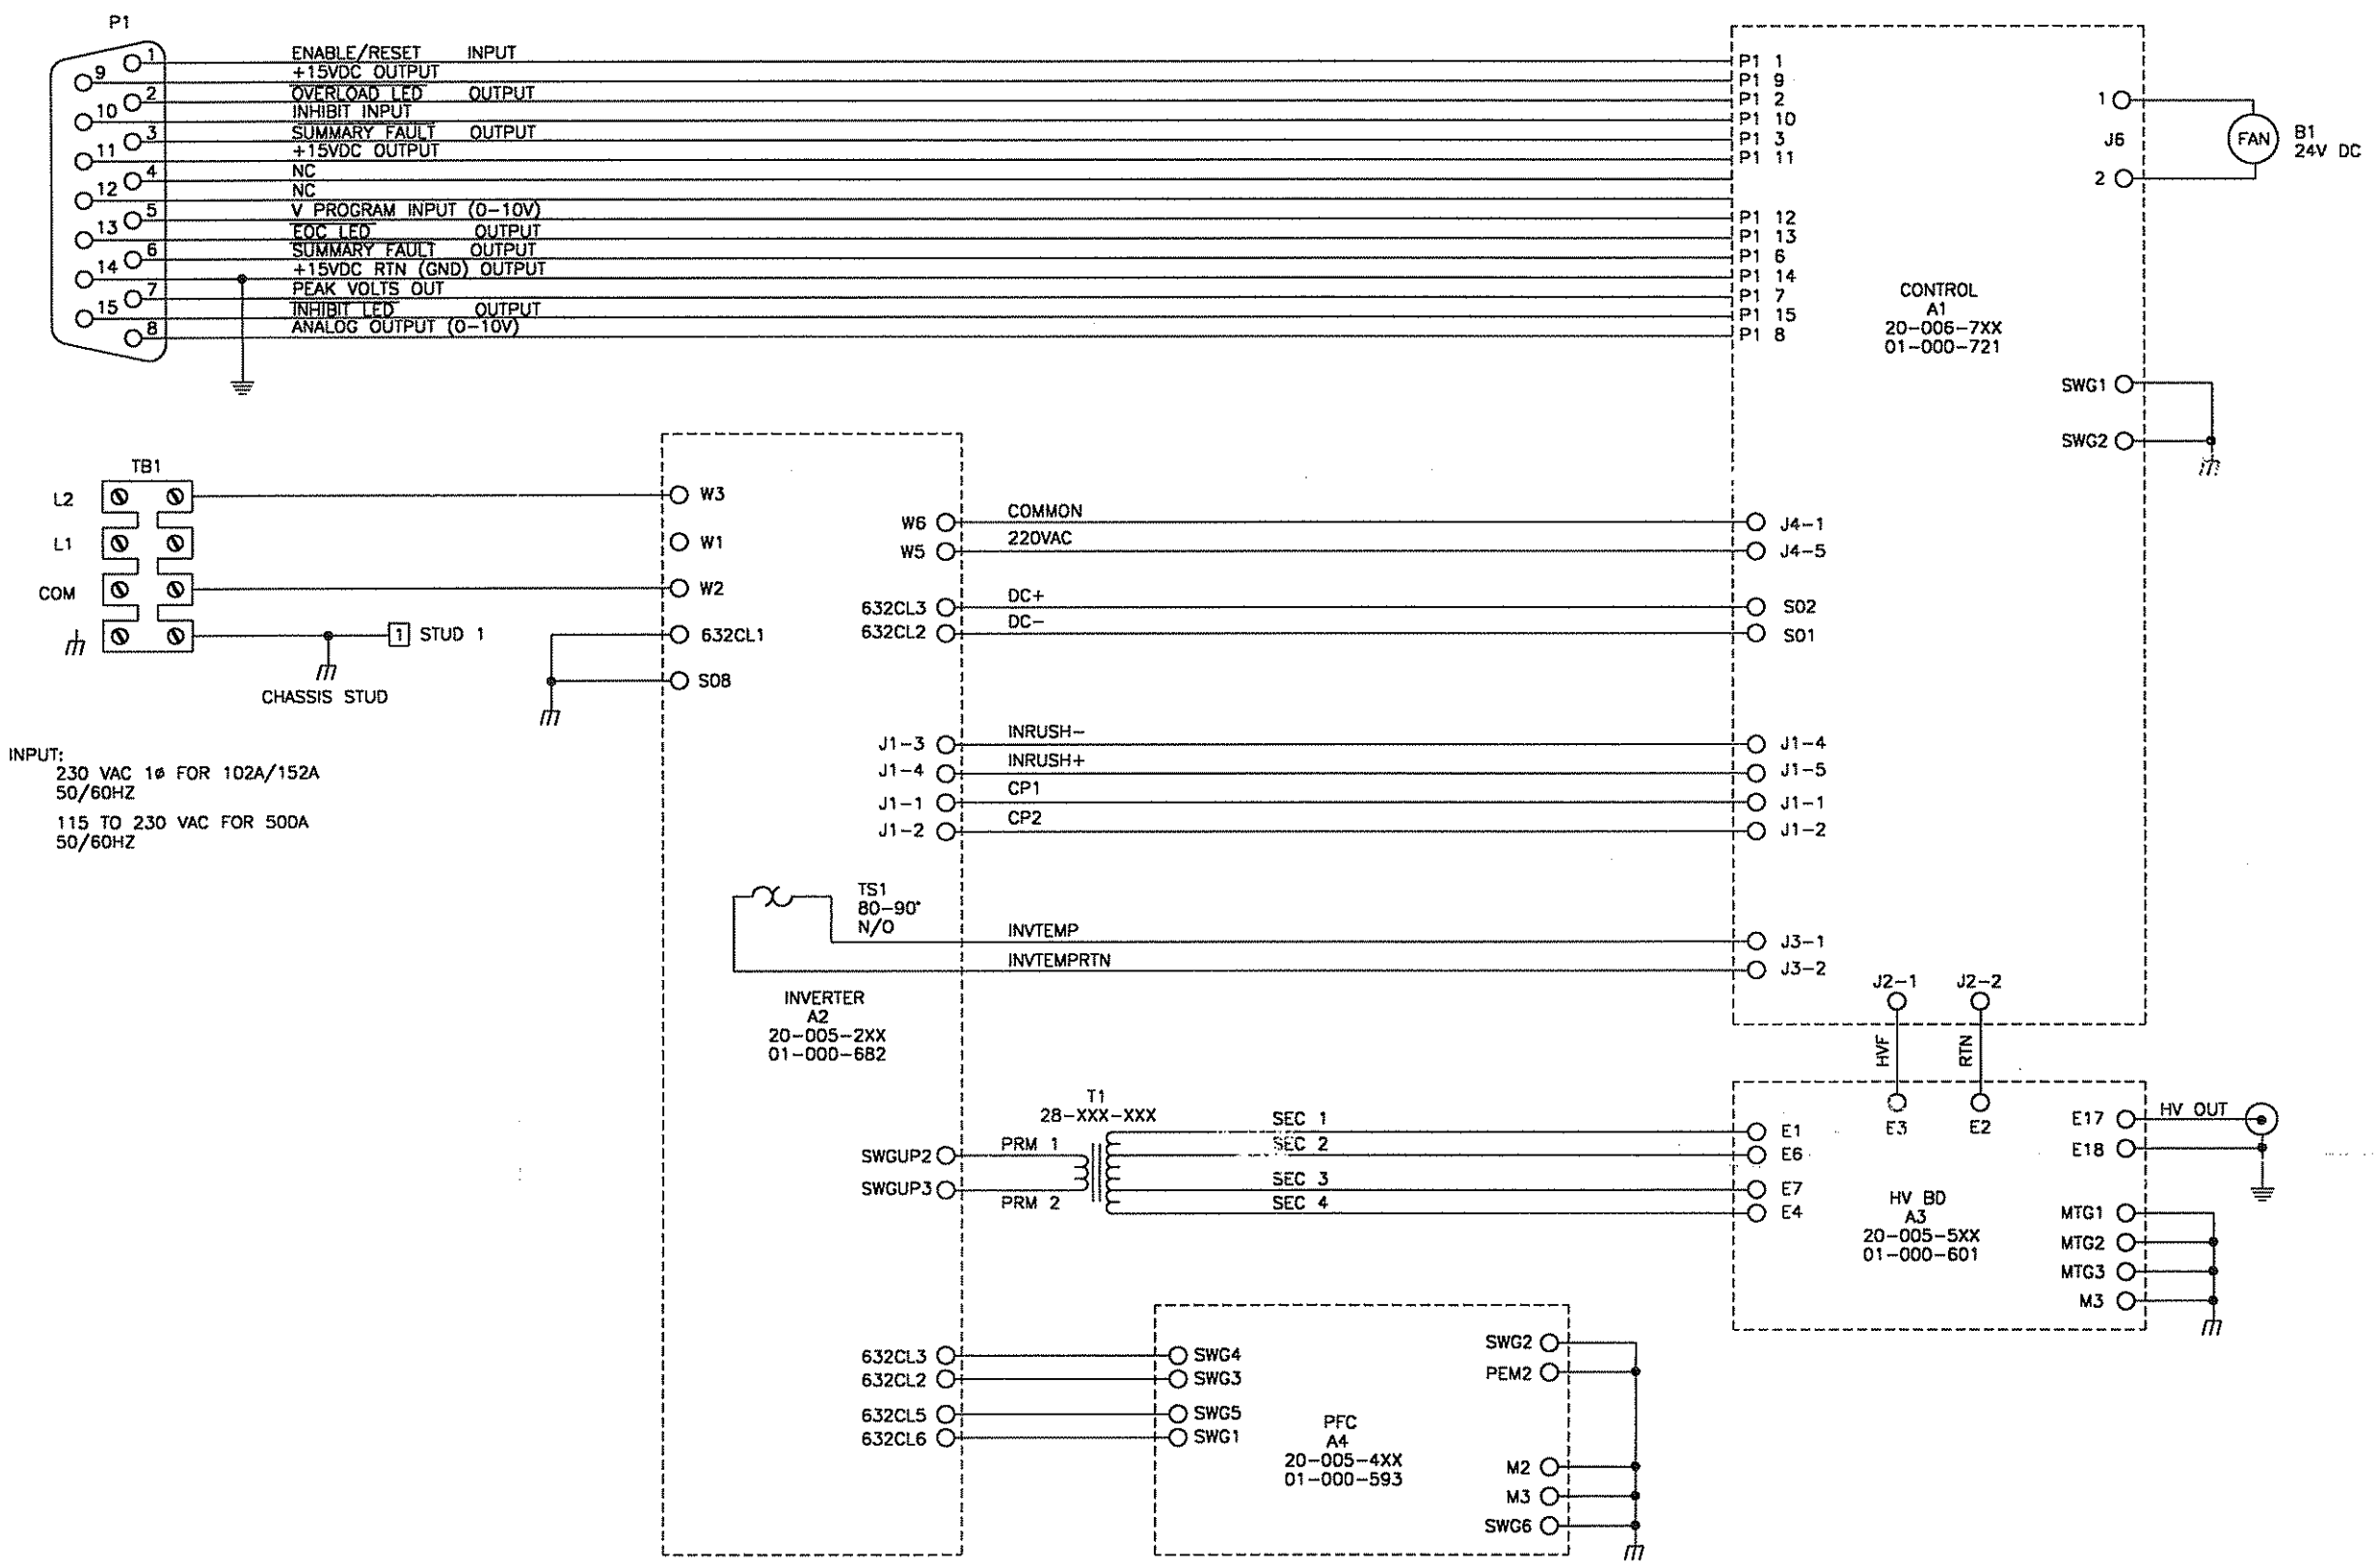 P1
1 ENABLE/RESET INPUT P1 1
9 +15VDC OUTPUT P1 9
2 OVERLOAD LED OUTPUT P1 2
10 INHIBIT INPUT P1 10
3 SUMMARY FAULT OUTPUT P1 3
11 +15VDC OUTPUT P1 11
4 NC
12 NC
5 V PROGRAM INPUT (0-10V) P1 12
13 EOC LED OUTPUT P1 13
6 SUMMARY FAULT OUTPUT P1 6
14 +15VDC RTN (GND) OUTPUT P1 14
7 PEAK VOLTS OUT P1 7
15 INHIBIT LED OUTPUT P1 15
8 ANALOG OUTPUT (0-10V) P1 8
1
J6
2
FAN
B1
24V DC
CONTROL
A1
20-006-7XX
01-000-721
SWG1
SWG2
TB1
L2
L1
COM
1 STUD 1
CHASSIS STUD
INPUT:
230 VAC 1ø FOR 102A/152A
50/60HZ
115 TO 230 VAC FOR 500A
50/60HZ
W3
W1
W2
632CL1
S08
W6 COMMON J4-1
W5 220VAC J4-5
632CL3 DC+ S02
632CL2 DC- S01
J1-3 INRUSH- J1-4
J1-4 INRUSH+ J1-5
J1-1 CP1 J1-1
J1-2 CP2 J1-2
TS1
80-90°
N/O
INVTEMP J3-1
INVTEMPRTN J3-2
INVERTER
A2
20-005-2XX
01-000-682
J2-1 J2-2
HVF RTN
E3 E2
T1
28-XXX-XXX
SWGUP2 PRM 1
SWGUP3 PRM 2
SEC 1 E1
SEC 2 E6
SEC 3 E7
SEC 4 E4
E17 HV OUT
E18
HV BD
A3
20-005-5XX
01-000-601
MTG1
MTG2
MTG3
M3
632CL3 SWG4
632CL2 SWG3
632CL5 SWG5
632CL6 SWG1
PFC
A4
20-005-4XX
01-000-593
SWG2
PEM2
M2
M3
SWG6